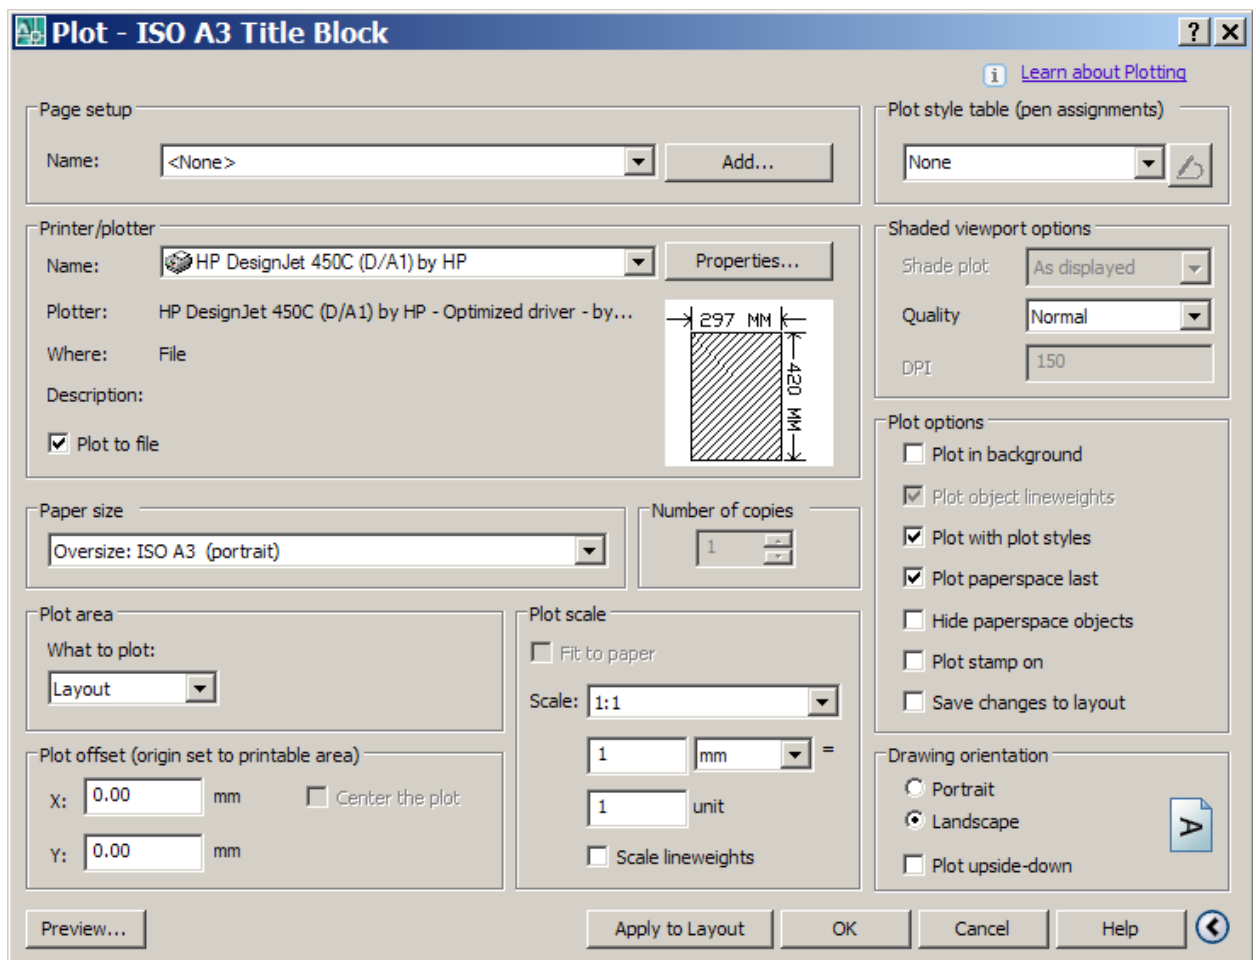 Plot - ISO A3 Title Block
Learn about Plotting
Page setup
Name: <None> Add...
Plot style table (pen assignments)
None
Printer/plotter
Name: HP DesignJet 450C (D/A1) by HP Properties...
Plotter: HP DesignJet 450C (D/A1) by HP - Optimized driver - by...
Where: File
Description:
Plot to file
297 MM
420 MM
Shaded viewport options
Shade plot As displayed
Quality Normal
DPI 150
Paper size
Oversize: ISO A3 (portrait)
Number of copies
1
Plot options
Plot in background
Plot object lineweights
Plot with plot styles
Plot paperspace last
Hide paperspace objects
Plot stamp on
Save changes to layout
Plot area
What to plot:
Layout
Plot scale
Fit to paper
Scale: 1:1
1 mm =
1 unit
Scale lineweights
Plot offset (origin set to printable area)
X: 0.00 mm Center the plot
Y: 0.00 mm
Drawing orientation
Portrait
Landscape
A
Plot upside-down
Preview... Apply to Layout OK Cancel Help